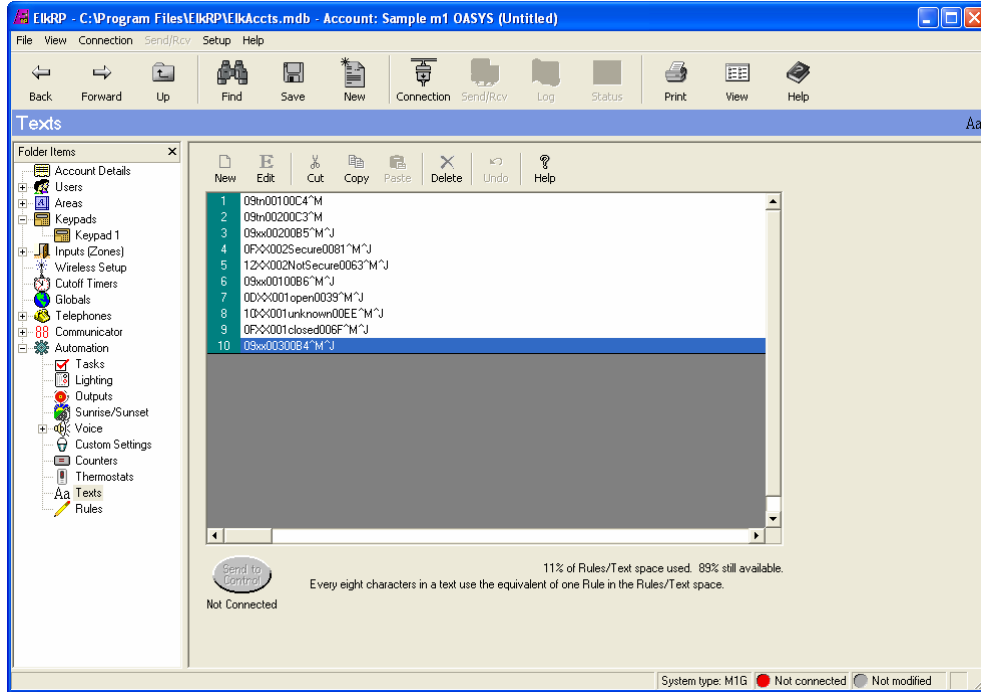 ElkRP - C:\Program Files\ElkRP\ElkAccts.mdb - Account: Sample m1 OASYS (Untitled)
File View Connection Send/Rcv Setup Help
Back Forward Up Find Save New Connection Send/Rcv Log Status Print View Help
Texts Aa
Folder Items
Account Details
Users
Areas
Keypads
Keypad 1
Inputs (Zones)
Wireless Setup
Cutoff Timers
Globals
Telephones
88 Communicator
Automation
Tasks
Lighting
Outputs
Sunrise/Sunset
Voice
Custom Settings
Counters
Thermostats
Aa Texts
Rules
New Edit Cut Copy Paste Delete Undo Help
1 09tn00100C4^M
2 09tn00200C3^M
3 09xx00200B5^M^J
4 0FXX002Secure0081^M^J
5 12XX002NotSecure0063^M^J
6 09xx00100B6^M^J
7 0DXX001open0039^M^J
8 10XX001unknown00EE^M^J
9 0FXX001closed006F^M^J
10 09xx00300B4^M^J
Send to Control
Not Connected
11% of Rules/Text space used. 89% still available.
Every eight characters in a text use the equivalent of one Rule in the Rules/Text space.
System type: M1G Not connected Not modified